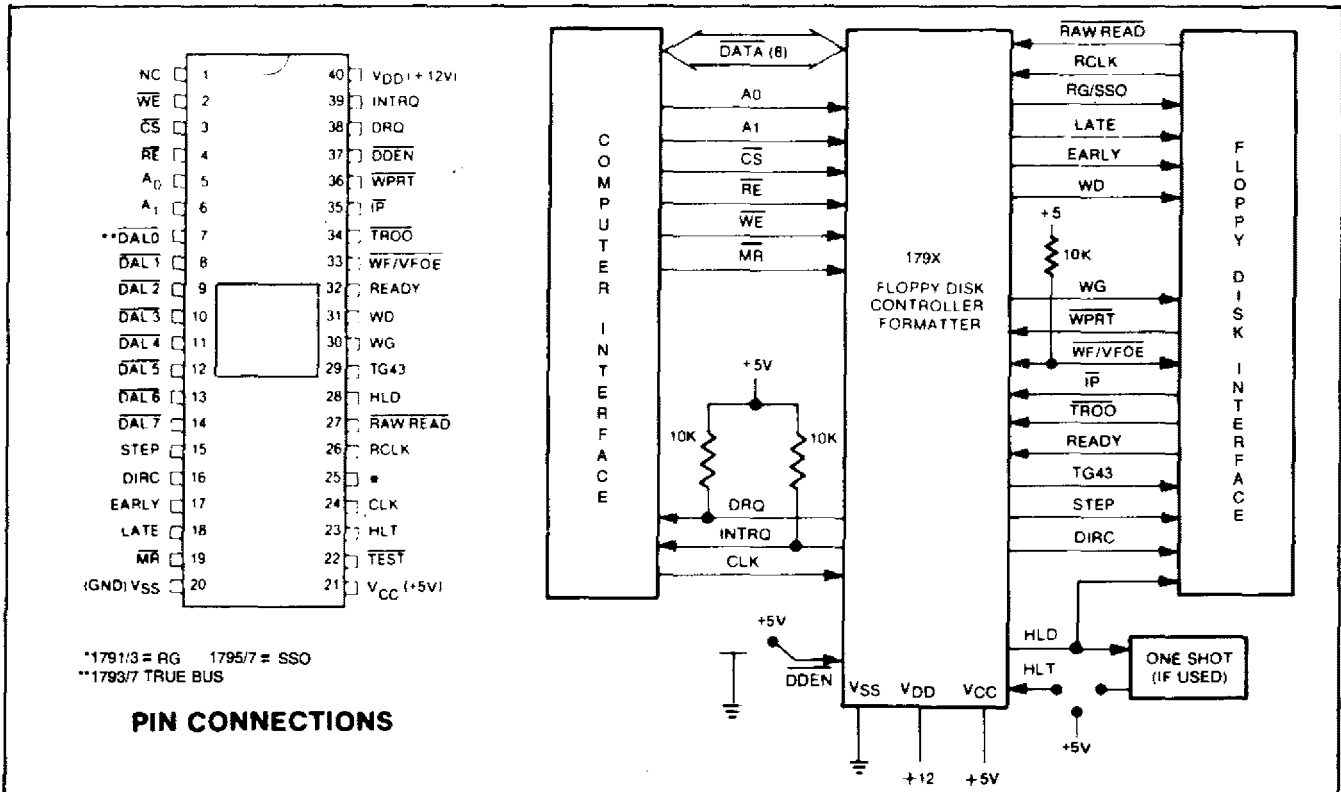 NC 1 40 VDD (+12V)
WE 2 39 INTRQ
CS 3 38 DRQ
RE 4 37 DDEN
A0 5 36 WPRT
A1 6 35 IP
**DAL0 7 34 TROO
DAL1 8 33 WF/VFOE
DAL2 9 32 READY
DAL3 10 31 WD
DAL4 11 30 WG
DAL5 12 29 TG43
DAL6 13 28 HLD
DAL7 14 27 RAW READ
STEP 15 26 RCLK
DIRC 16 25 *
EARLY 17 24 CLK
LATE 18 23 HLT
MR 19 22 TEST
(GND) VSS 20 21 VCC (+5V)
*1791/3 = RG 1795/7 = SSO
**1793/7 TRUE BUS
PIN CONNECTIONS
COMPUTER INTERFACE
DATA (8)
A0
A1
CS
RE
WE
MR
+5V
10K
10K
DRQ
INTRQ
CLK
+5V
DDEN
179X
FLOPPY DISK
CONTROLLER
FORMATTER
VSS VDD VCC
+12 +5V
RAW READ
RCLK
RG/SSO
LATE
EARLY
WD
+5
10K
WG
WPRT
WF/VFOE
IP
TROO
READY
TG43
STEP
DIRC
HLD
HLT
+5V
ONE SHOT
(IF USED)
FLOPPY DISK INTERFACE